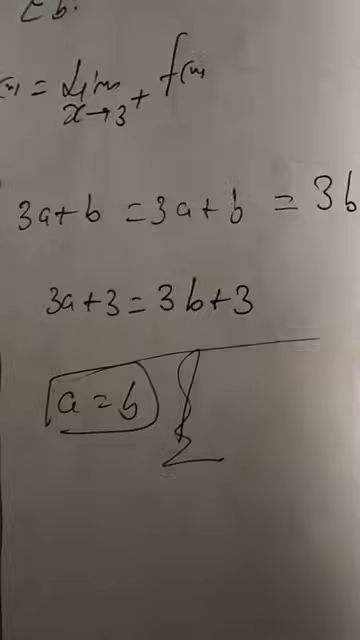 = Lim f(x)
x→3+
3a+b = 3a+b = 3b
3a+3 = 3b+3
a = b